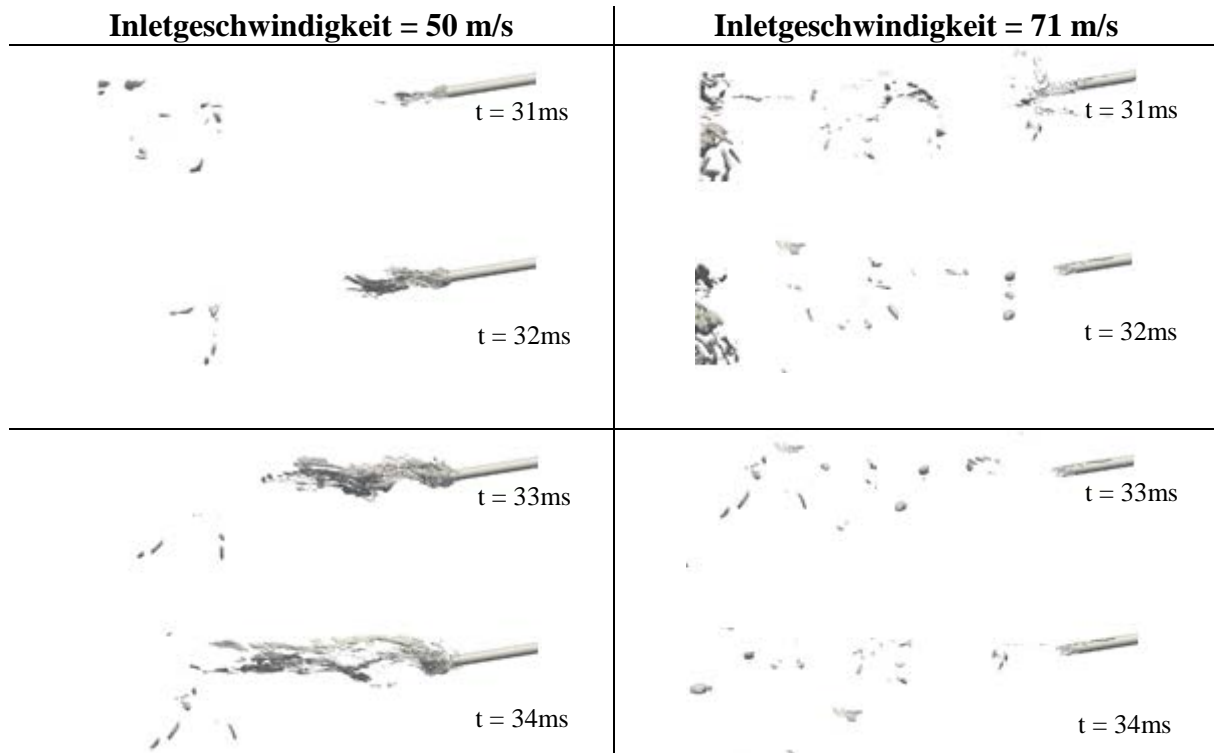 Inletgeschwindigkeit = 50 m/s
Inletgeschwindigkeit = 71 m/s
t = 31ms
t = 31ms
t = 32ms
t = 32ms
t = 33ms
t = 33ms
t = 34ms
t = 34ms